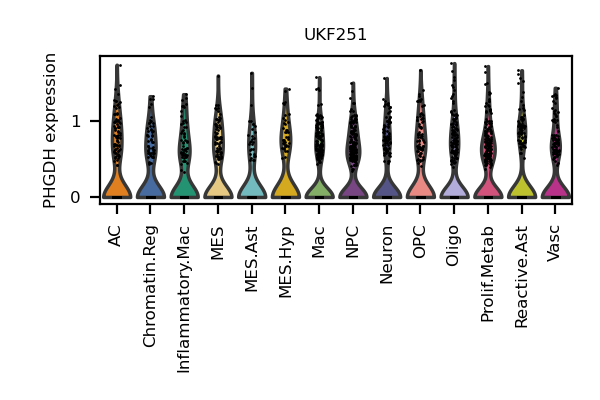 UKF251
PHGDH expression
1
0
AC
Chromatin.Reg
Inflammatory.Mac
MES
MES.Ast
MES.Hyp
Mac
NPC
Neuron
OPC
Oligo
Prolif.Metab
Reactive.Ast
Vasc